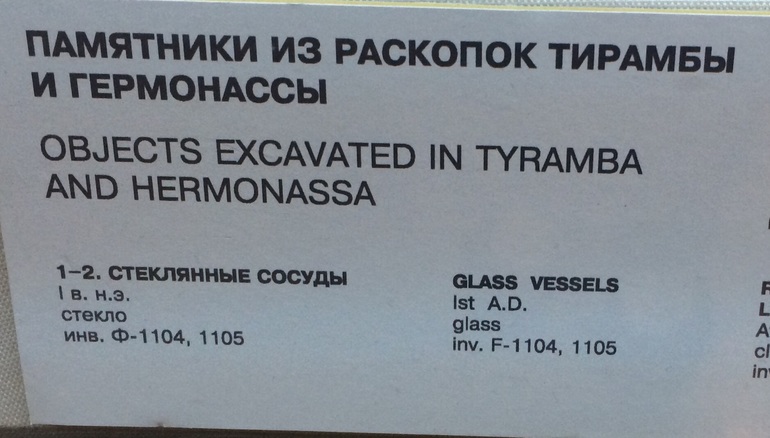 ПАМЯТНИКИ ИЗ РАСКОПОК ТИРАМБЫ
И ГЕРМОНАССЫ
OBJECTS EXCAVATED IN TYRAMBA
AND HERMONASSA
1-2. СТЕКЛЯННЫЕ СОСУДЫ
I в. н.э.
стекло
инв. Ф-1104, 1105
GLASS VESSELS
Ist A.D.
glass
inv. F-1104, 1105